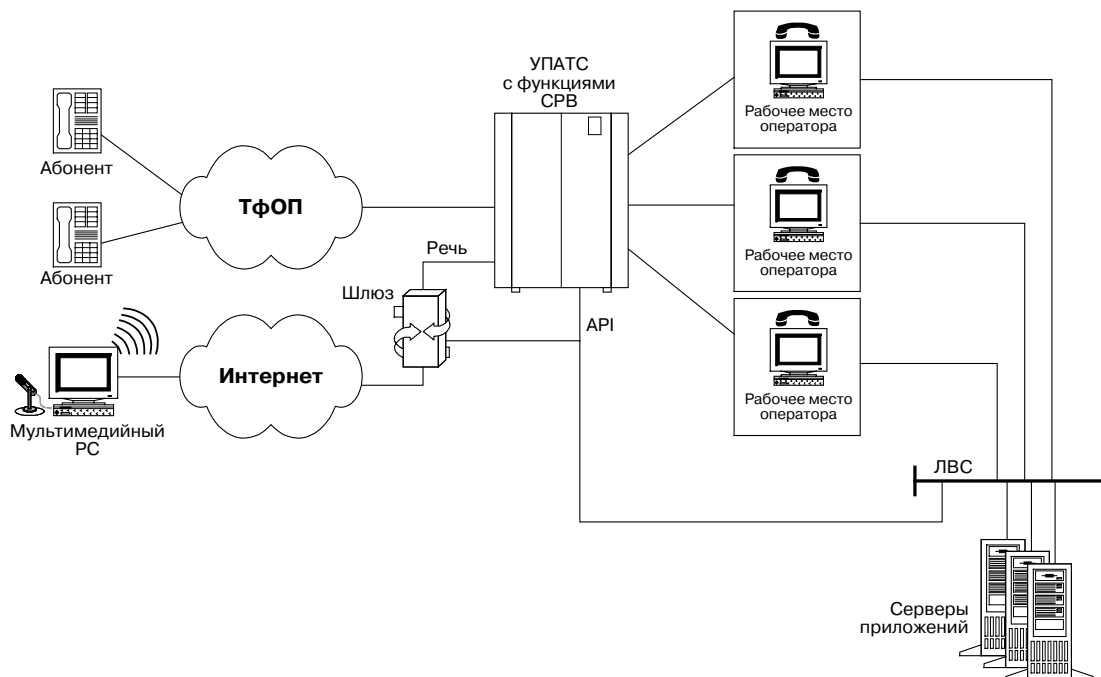 УПАТС
с функциями
СРВ
Рабочее место
оператора
Абонент
ТфОП
Абонент
Рабочее место
оператора
Речь
Шлюз
API
Интернет
Мультимедийный
PC
Рабочее место
оператора
ЛВС
Серверы
приложений